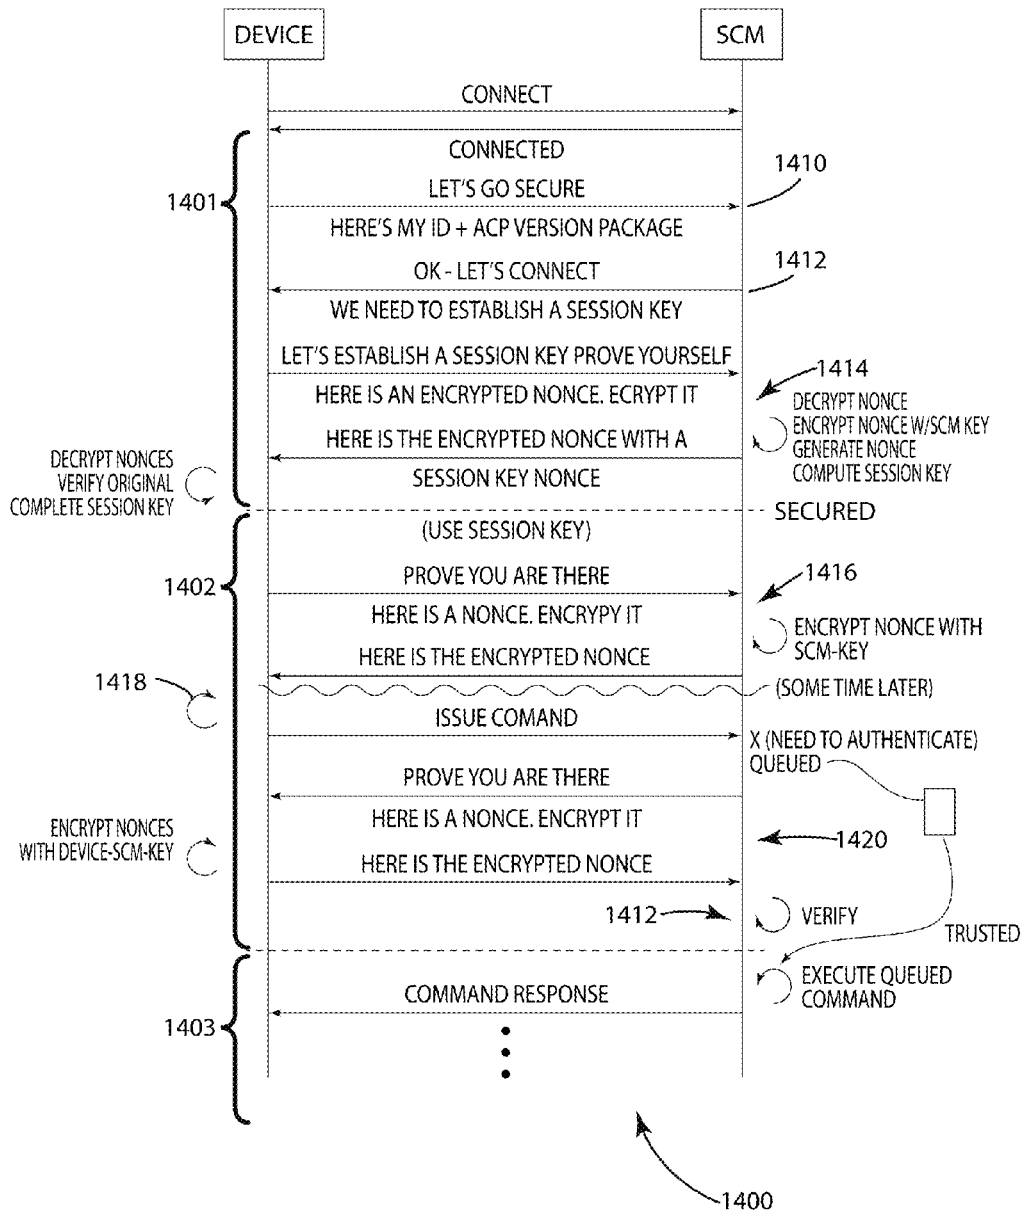 DEVICE
SCM
CONNECT
CONNECTED
1410
1401
LET'S GO SECURE
HERE'S MY ID + ACP VERSION PACKAGE
1412
OK - LET'S CONNECT
WE NEED TO ESTABLISH A SESSION KEY
LET'S ESTABLISH A SESSION KEY PROVE YOURSELF
1414
HERE IS AN ENCRYPTED NONCE. ECRYPT IT
DECRYPT NONCE
ENCRYPT NONCE W/SCM KEY
GENERATE NONCE
COMPUTE SESSION KEY
HERE IS THE ENCRYPTED NONCE WITH A
SESSION KEY NONCE
DECRYPT NONCES
VERIFY ORIGINAL
COMPLETE SESSION KEY
SECURED
(USE SESSION KEY)
1402
PROVE YOU ARE THERE
1416
HERE IS A NONCE. ENCRYPY IT
ENCRYPT NONCE WITH
SCM-KEY
HERE IS THE ENCRYPTED NONCE
1418
(SOME TIME LATER)
ISSUE COMAND
X (NEED TO AUTHENTICATE)
QUEUED
PROVE YOU ARE THERE
HERE IS A NONCE. ENCRYPT IT
ENCRYPT NONCES
WITH DEVICE-SCM-KEY
1420
HERE IS THE ENCRYPTED NONCE
1412
VERIFY
TRUSTED
EXECUTE QUEUED
COMMAND
COMMAND RESPONSE
1403
1400